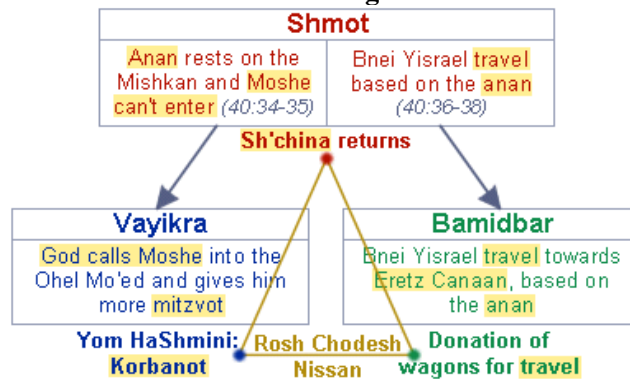 Shmot
Anan rests on the
Mishkan and Moshe
can't enter (40:34-35)
Bnei Yisrael travel
based on the anan
(40:36-38)
Sh'china returns
Vayikra
God calls Moshe into the
Ohel Mo'ed and gives him
more mitzvot
Bamidbar
Bnei Yisrael travel towards
Eretz Canaan, based on
the anan
Yom HaShmini:
Korbanot
Rosh Chodesh
Nissan
Donation of
wagons for travel